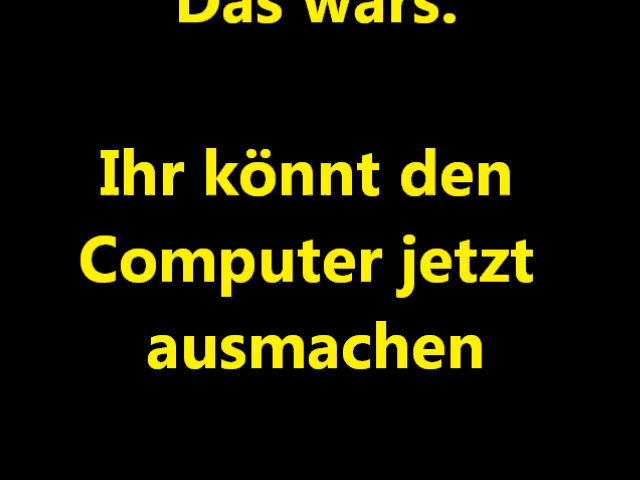 Das wars.
Ihr könnt den
Computer jetzt
ausmachen